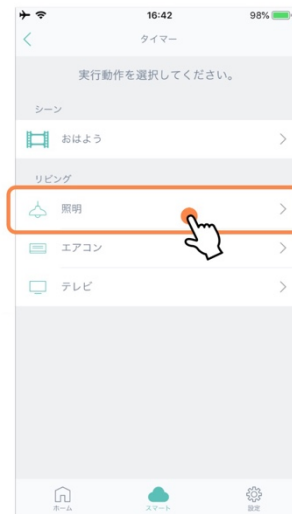 16:42
98%
タイマー
実行動作を選択してください。
シーン
おはよう
リビング
照明
エアコン
テレビ
ホーム
スマート
設定